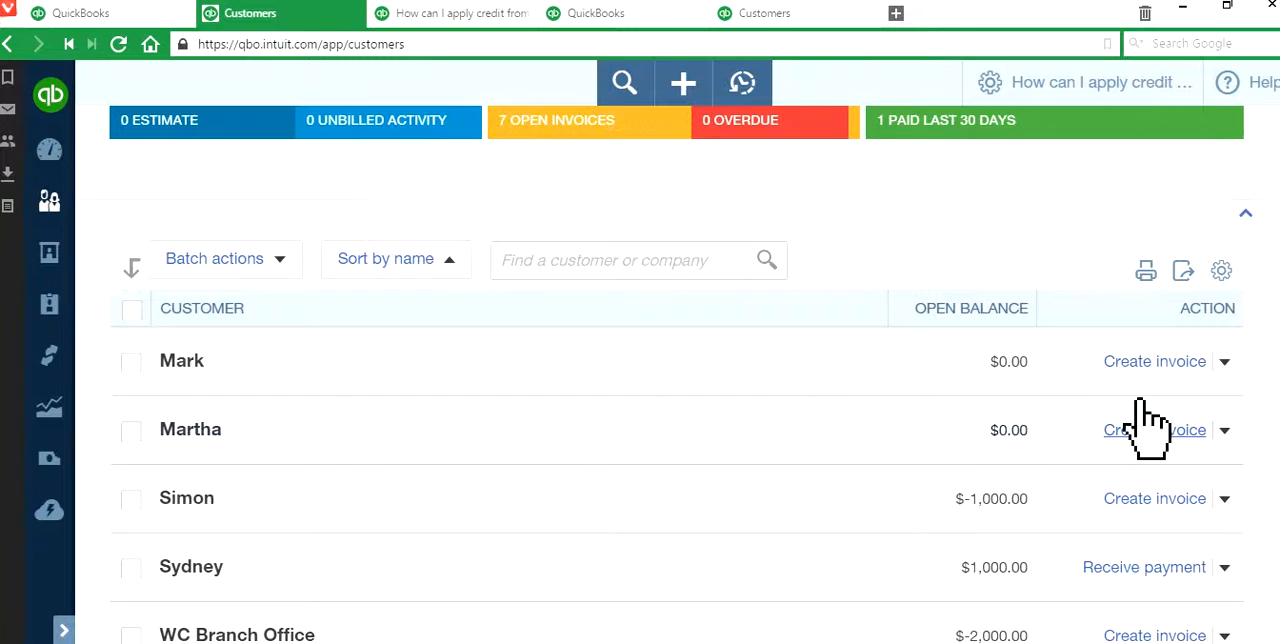 QuickBooks
Customers
How can I apply credit from
QuickBooks
Customers
https://qbo.intuit.com/app/customers
Search Google
qb
How can I apply credit ...
Help
0 ESTIMATE
0 UNBILLED ACTIVITY
7 OPEN INVOICES
0 OVERDUE
1 PAID LAST 30 DAYS
Batch actions
Sort by name
Find a customer or company
CUSTOMER OPEN BALANCE ACTION
Mark $0.00 Create invoice
Martha $0.00
Simon $-1,000.00 Create invoice
Sydney $1,000.00 Receive payment
WC Branch Office $-2,000.00 Create invoice